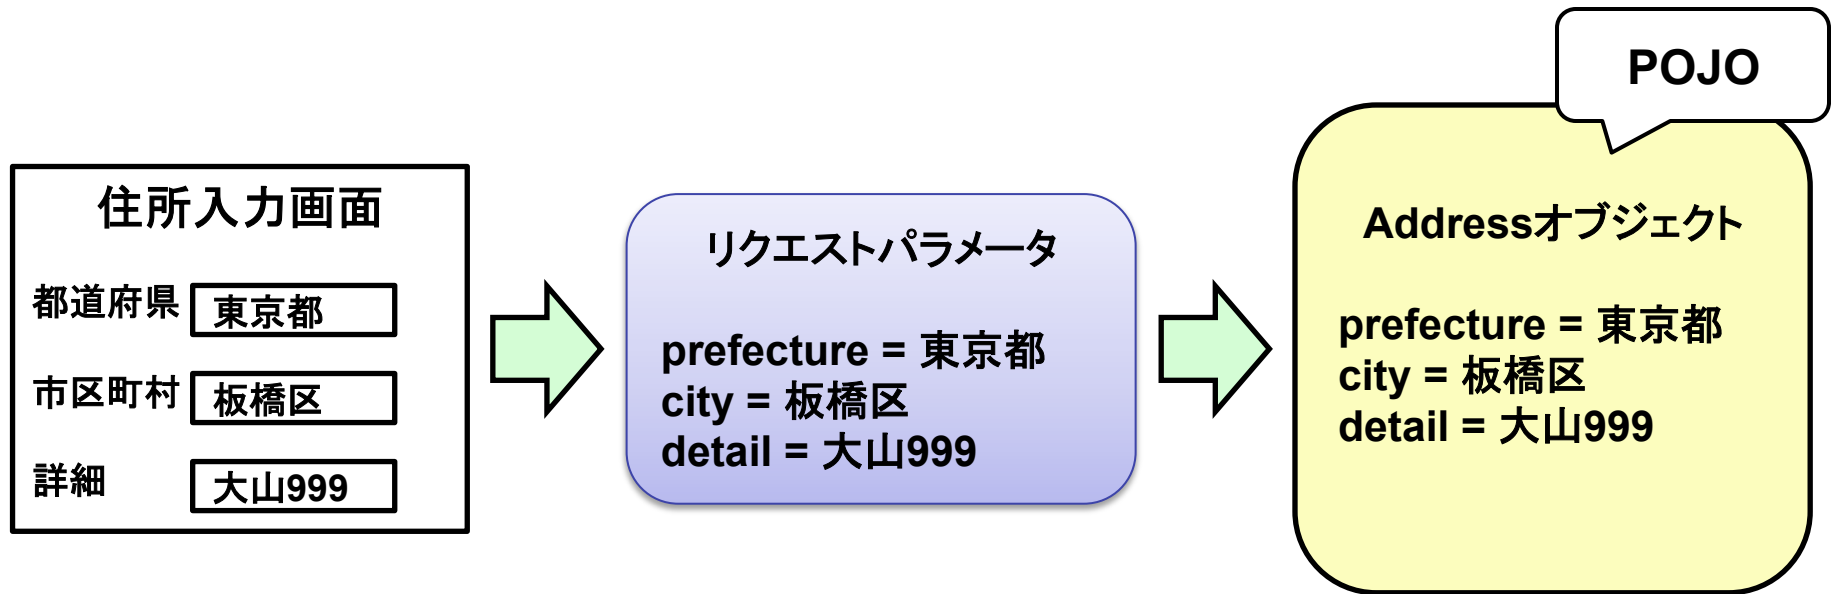 住所入力画面
都道府県 東京都
市区町村 板橋区
詳細 大山999
リクエストパラメータ
prefecture = 東京都
city = 板橋区
detail = 大山999
POJO
Addressオブジェクト
prefecture = 東京都
city = 板橋区
detail = 大山999